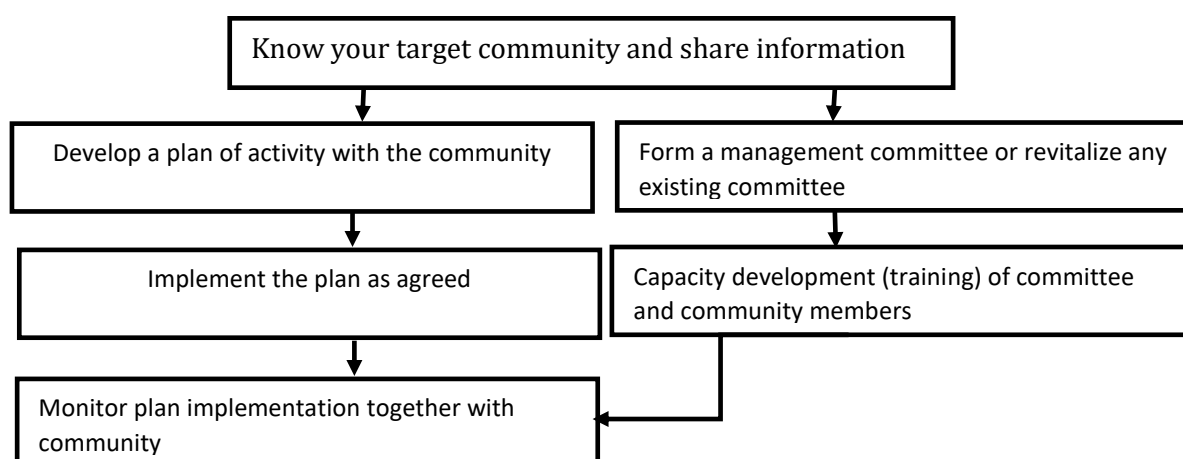 Know your target community and share information
Develop a plan of activity with the community
Form a management committee or revitalize any
existing committee
Implement the plan as agreed
Capacity development (training) of committee
and community members
Monitor plan implementation together with
community